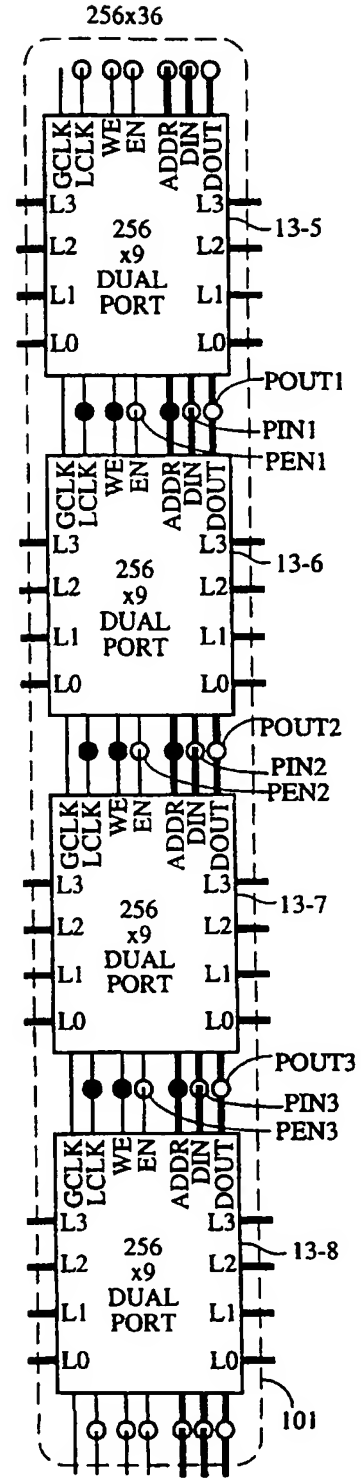 256x36
GCLK LCLK WE EN ADDR DIN DOUT
L3 L3
13-5
L2 256 x9 DUAL PORT L2
L1 L1
L0 L0
POUT1
PIN1
PEN1
GCLK LCLK WE EN ADDR DIN DOUT
L3 L3
13-6
L2 256 x9 DUAL PORT L2
L1 L1
L0 L0
POUT2
PIN2
PEN2
GCLK LCLK WE EN ADDR DIN DOUT
L3 L3
13-7
L2 256 x9 DUAL PORT L2
L1 L1
L0 L0
POUT3
PIN3
PEN3
GCLK LCLK WE EN ADDR DIN DOUT
L3 L3
13-8
L2 256 x9 DUAL PORT L2
L1 L1
L0 L0
101